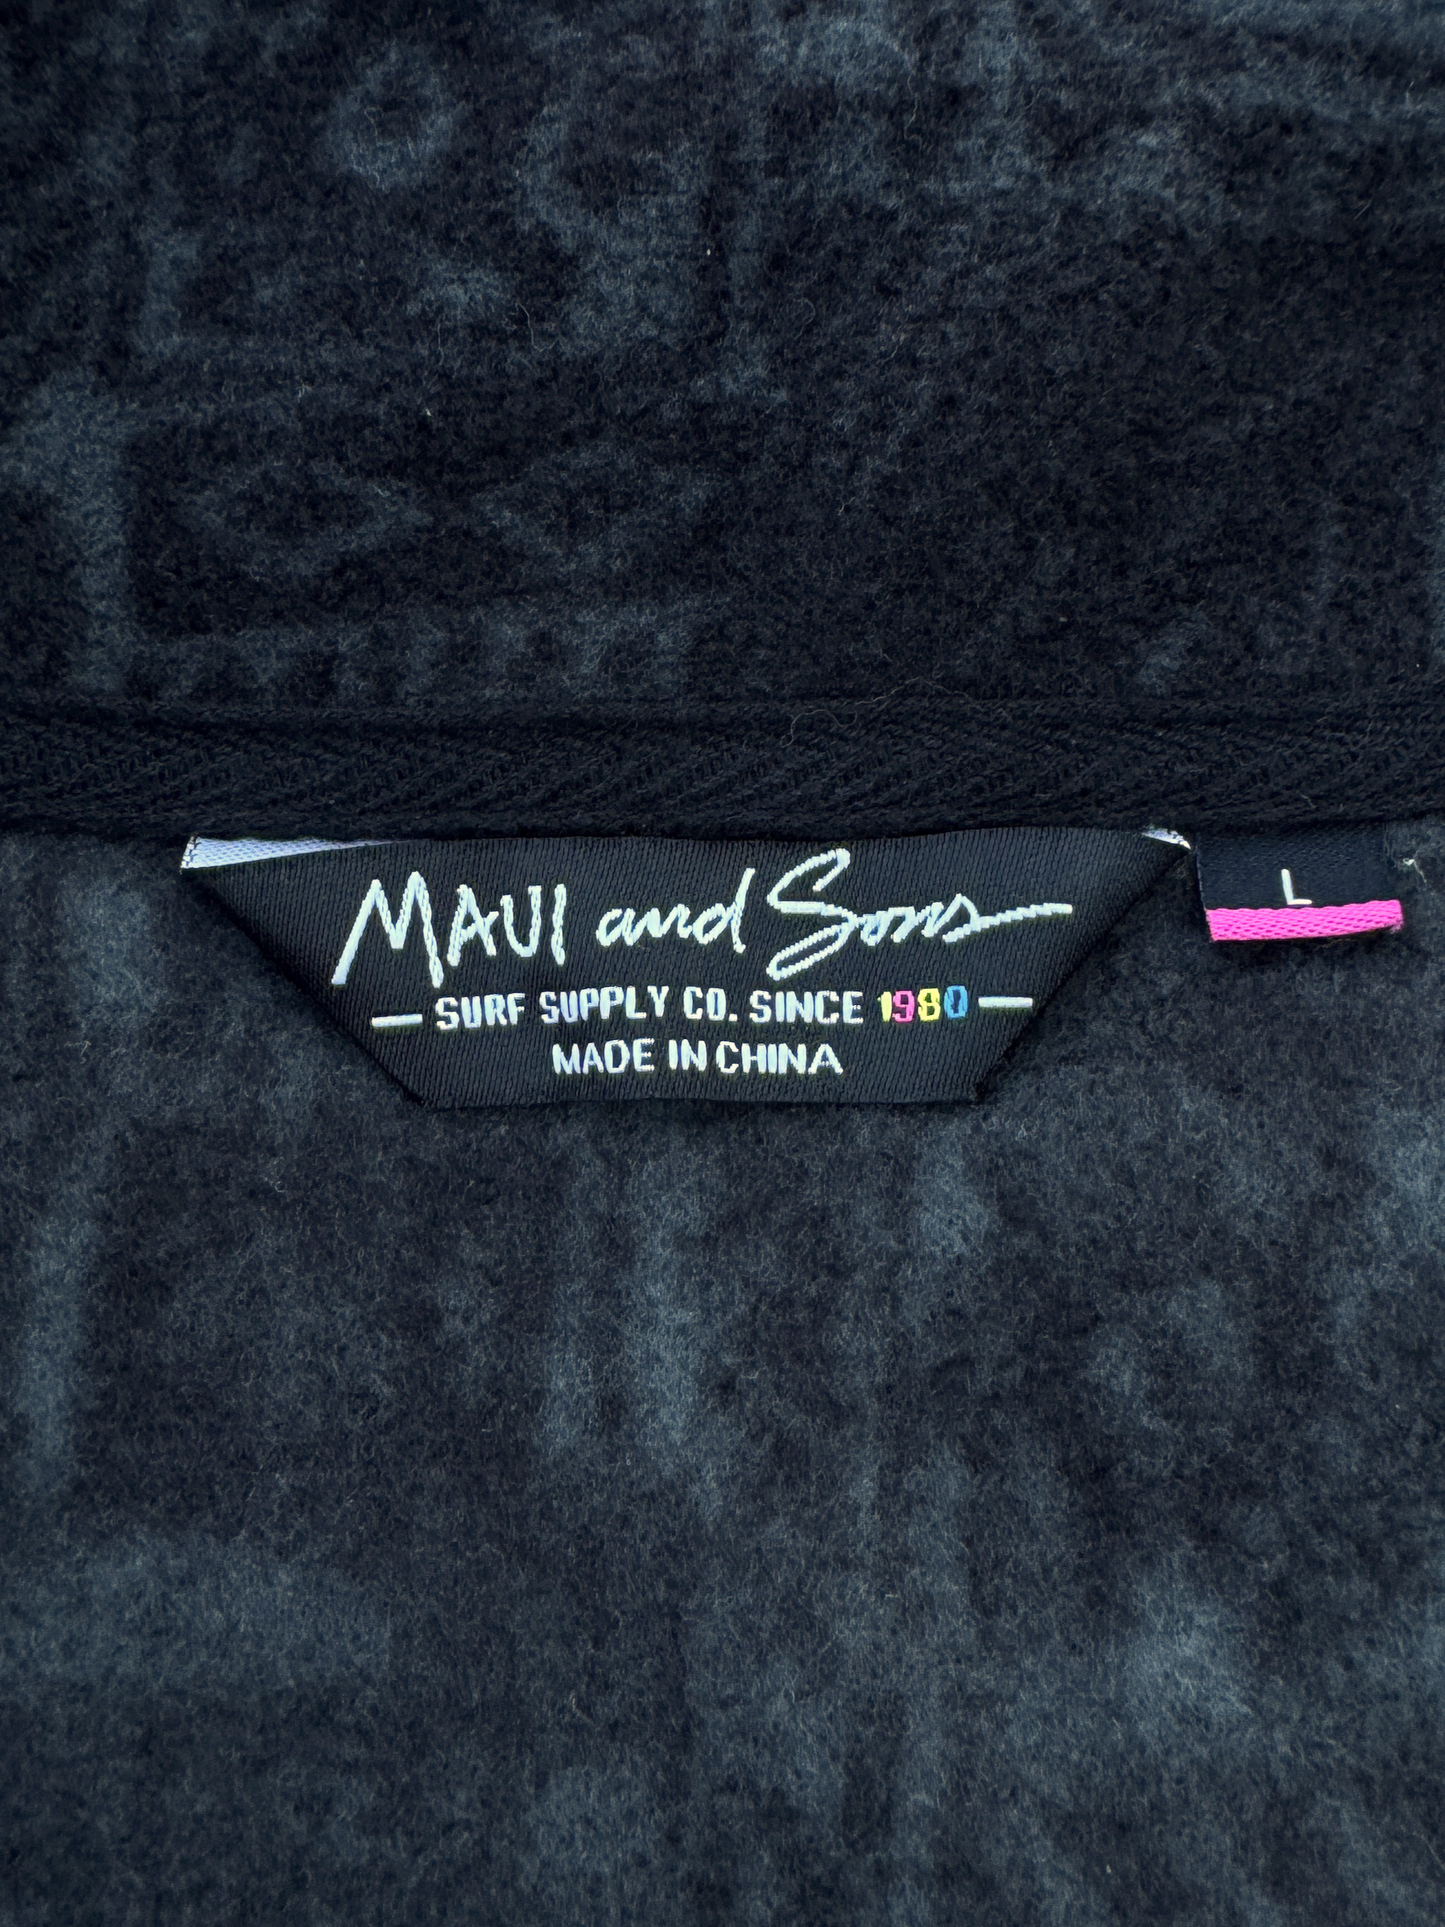 MAUI and Sons
SURF SUPPLY CO. SINCE 1980
MADE IN CHINA
L